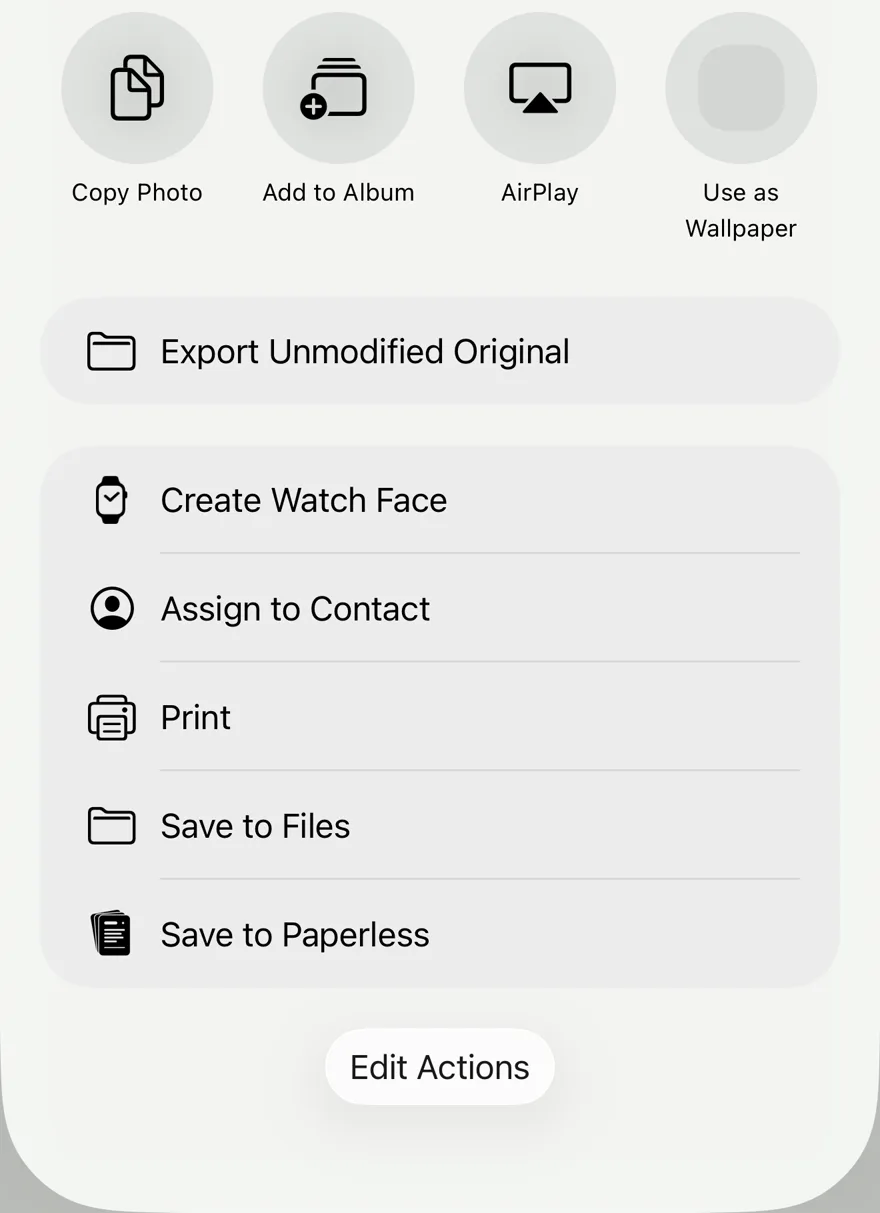 Copy Photo
Add to Album
AirPlay
Use as
Wallpaper
Export Unmodified Original
Create Watch Face
Assign to Contact
Print
Save to Files
Save to Paperless
Edit Actions